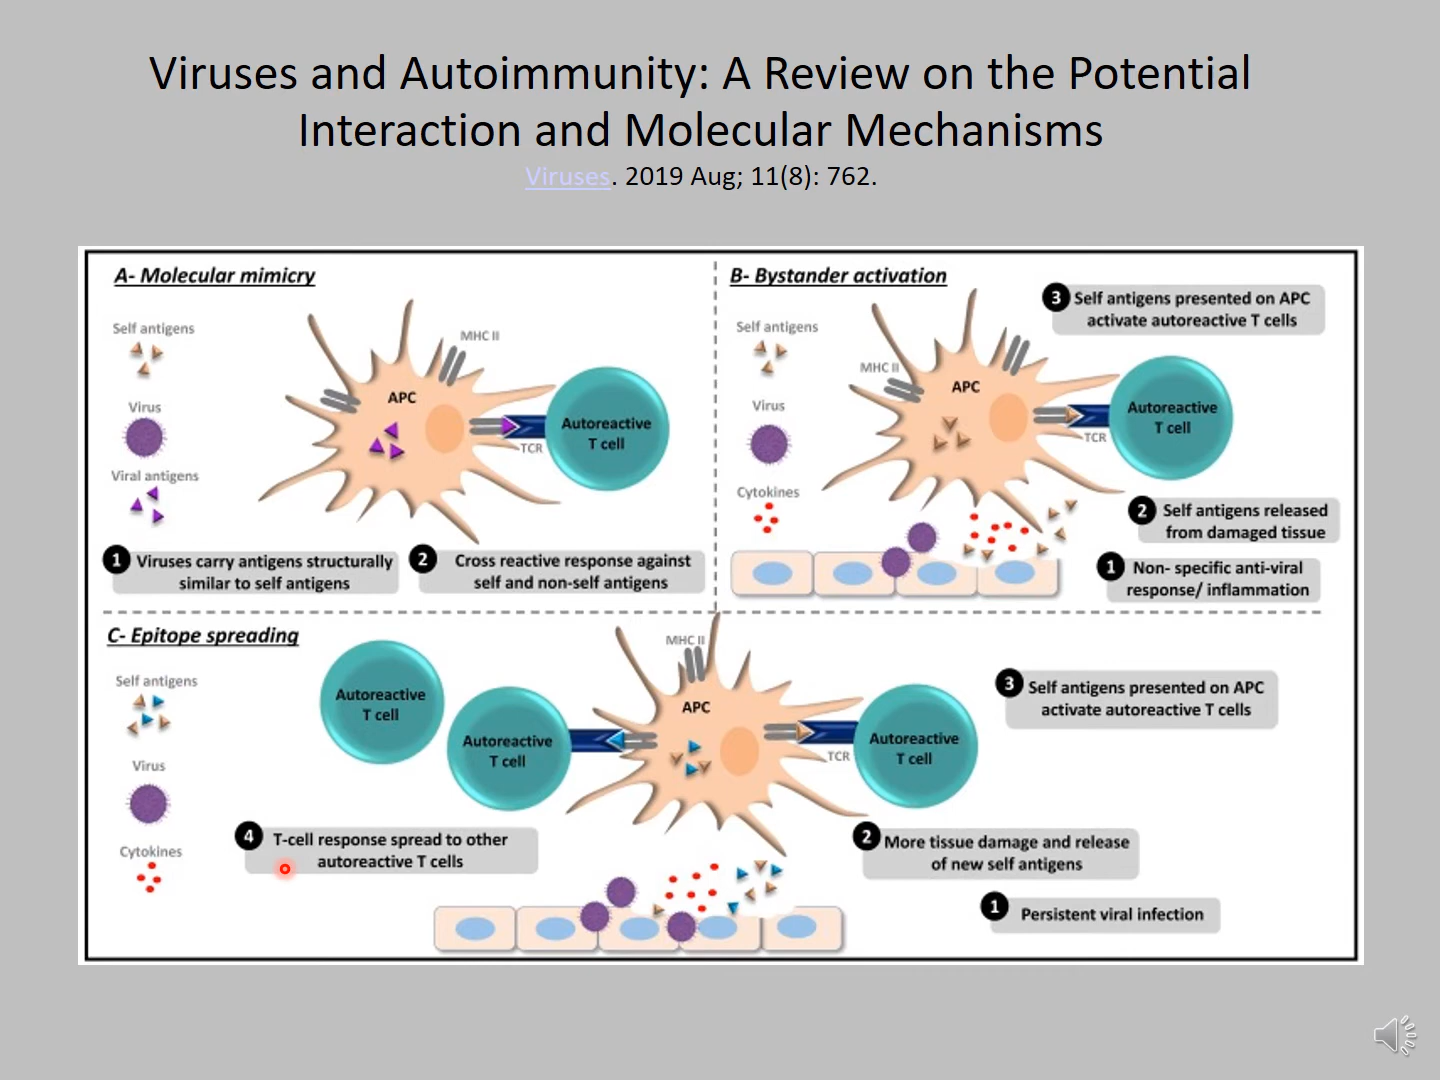 Viruses and Autoimmunity: A Review on the Potential
Interaction and Molecular Mechanisms
Viruses. 2019 Aug; 11(8): 762.
A- Molecular mimicry
Self antigens
Virus
Viral antigens
MHC II
APC
Autoreactive
T cell
TCR
1 Viruses carry antigens structurally
similar to self antigens
2 Cross reactive response against
self and non-self antigens
B- Bystander activation
Self antigens
Virus
Cytokines
MHC II
APC
Autoreactive
T cell
TCR
3 Self antigens presented on APC
activate autoreactive T cells
2 Self antigens released
from damaged tissue
1 Non- specific anti-viral
response/ inflammation
C- Epitope spreading
Self antigens
Virus
Cytokines
Autoreactive
T cell
Autoreactive
T cell
MHC II
APC
TCR
Autoreactive
T cell
3 Self antigens presented on APC
activate autoreactive T cells
4 T-cell response spread to other
autoreactive T cells
2 More tissue damage and release
of new self antigens
1 Persistent viral infection